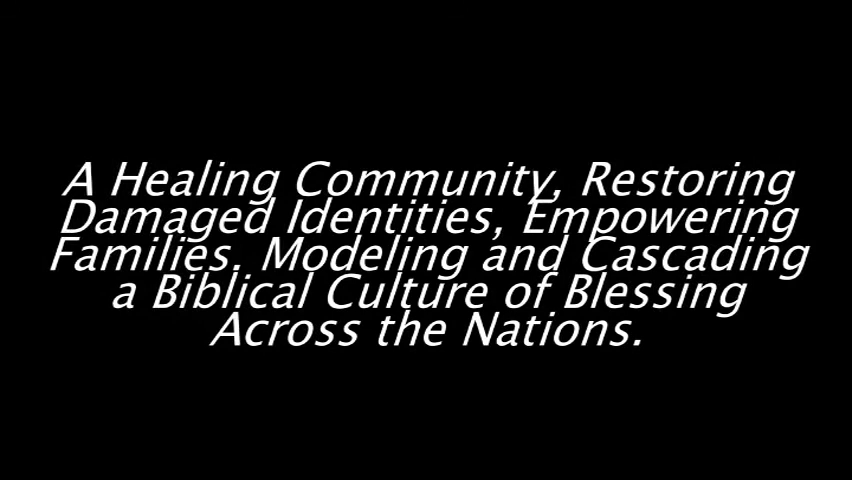 A Healing Community, Restoring
Damaged Identities, Empowering
Families. Modeling and Cascading
a Biblical Culture of Blessing
Across the Nations.